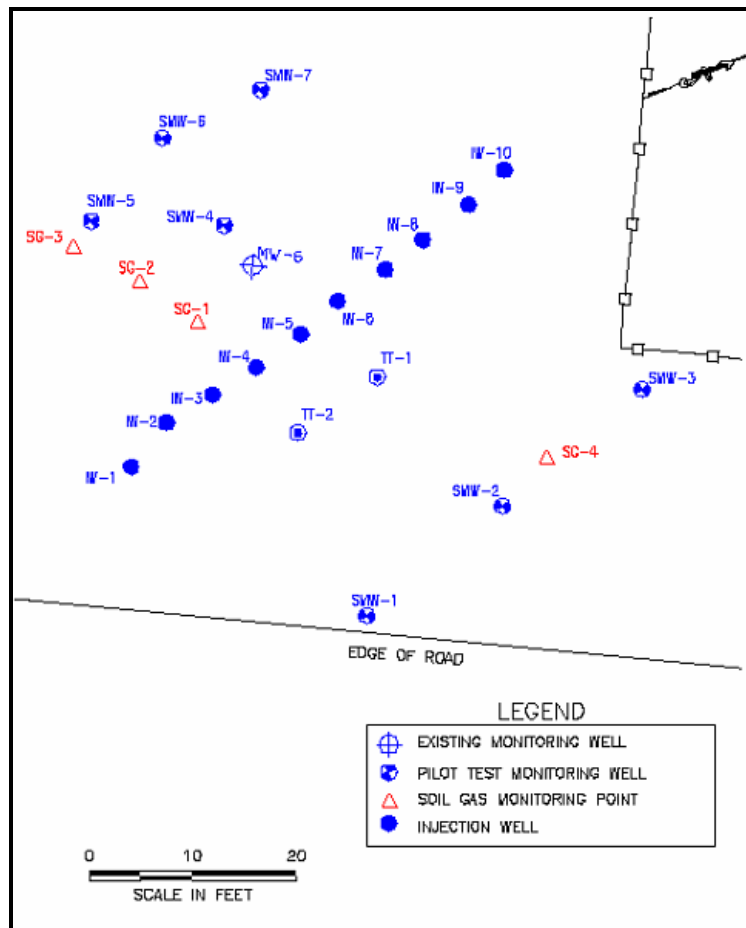 SMW-7
SMW-6
IW-10
IW-9
SMW-5
SMW-4
IW-8
SG-3
MW-6
IW-7
SG-2
SG-1
IW-6
IW-5
IW-4
TT-1
IW-3
SMW-3
IW-2
TT-2
SG-4
IW-1
SMW-2
SMW-1
EDGE OF ROAD
LEGEND
EXISTING MONITORING WELL
PILOT TEST MONITORING WELL
SOIL GAS MONITORING POINT
INJECTION WELL
0 10 20
SCALE IN FEET